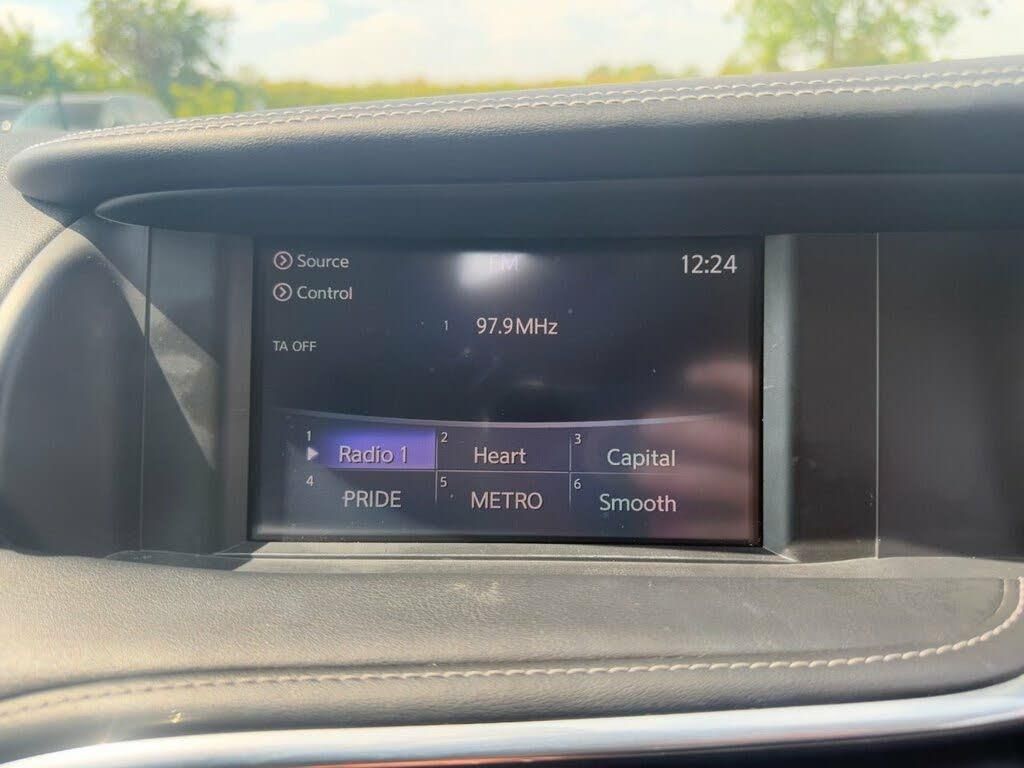 Source
FM
12:24
Control
1 97.9MHz
TA OFF
1 Radio 1
2 Heart
3 Capital
4 PRIDE
5 METRO
6 Smooth